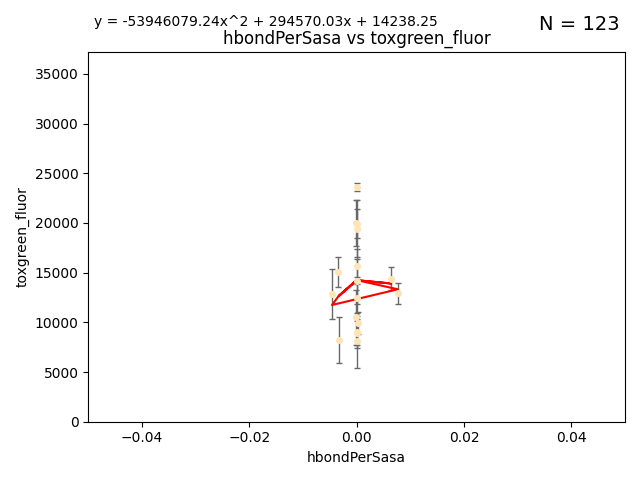 y = -53946079.24x^2 + 294570.03x + 14238.25
N = 123
hbondPerSasa vs toxgreen_fluor
35000
30000
25000
20000
15000
10000
5000
0
toxgreen_fluor
−0.04
−0.02
0.00
0.02
0.04
hbondPerSasa